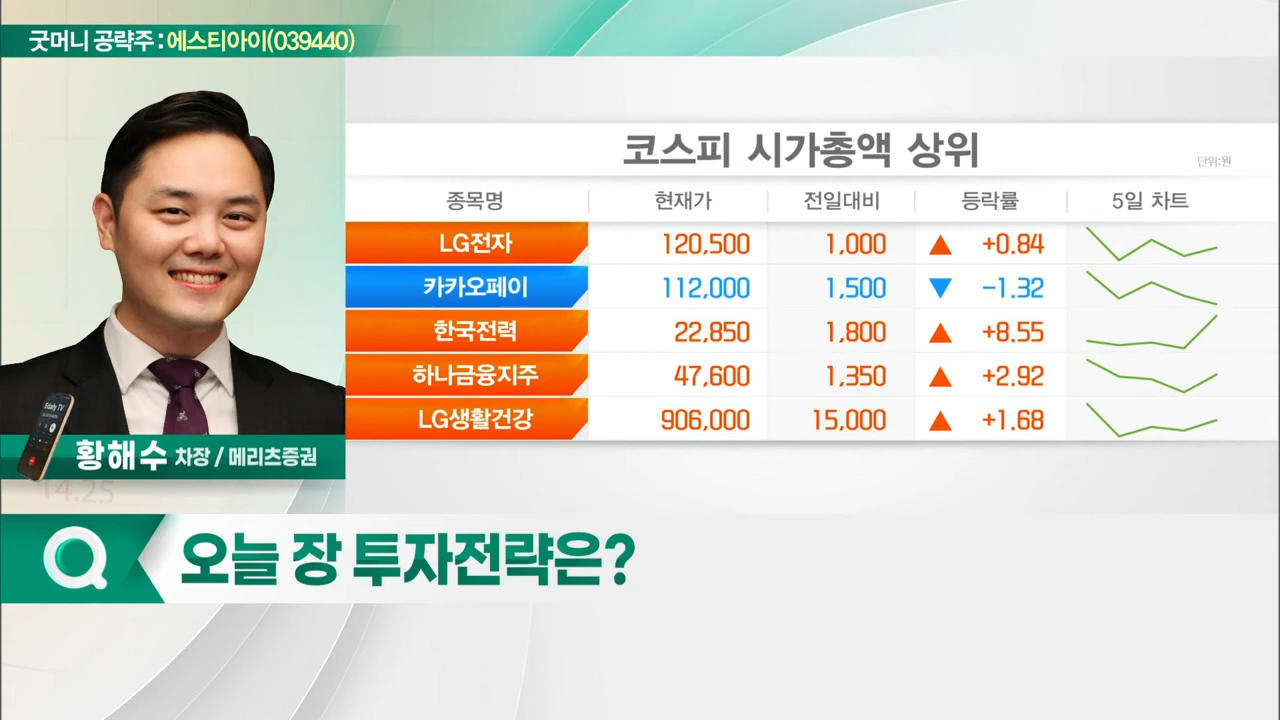 굿머니 공략주 : 에스티아이(039440)
코스피 시가총액 상위
단위:원
종목명 현재가 전일대비 등락률 5일 차트
LG전자 120,500 1,000 ▲ +0.84
카카오페이 112,000 1,500 ▼ -1.32
한국전력 22,850 1,800 ▲ +8.55
하나금융지주 47,600 1,350 ▲ +2.92
LG생활건강 906,000 15,000 ▲ +1.68
Edaily TV
황해수 차장 / 메리츠증권
14.25
Q 오늘 장 투자전략은?